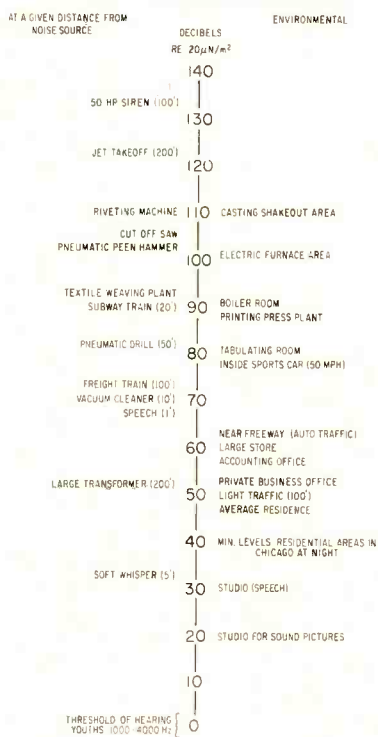 AT A GIVEN DISTANCE FROM
NOISE SOURCE
DECIBELS
RE 20μN/m²
ENVIRONMENTAL
140
50 HP SIREN (100')
130
JET TAKEOFF (200')
120
RIVETING MACHINE 110 CASTING SHAKEOUT AREA
CUT OFF SAW
PNEUMATIC PEEN HAMMER
100 ELECTRIC FURNACE AREA
TEXTILE WEAVING PLANT
SUBWAY TRAIN (20')
90 BOILER ROOM
PRINTING PRESS PLANT
PNEUMATIC DRILL (50')
80 TABULATING ROOM
INSIDE SPORTS CAR (50 MPH)
FREIGHT TRAIN (100')
VACUUM CLEANER (10')
SPEECH (1')
70
NEAR FREEWAY (AUTO TRAFFIC)
60 LARGE STORE
ACCOUNTING OFFICE
LARGE TRANSFORMER (200')
PRIVATE BUSINESS OFFICE
50 LIGHT TRAFFIC (100')
AVERAGE RESIDENCE
40 MIN. LEVELS RESIDENTIAL AREAS IN
CHICAGO AT NIGHT
SOFT WHISPER (5')
30 STUDIO (SPEECH)
20 STUDIO FOR SOUND PICTURES
10
THRESHOLD OF HEARING
YOUTHS 1000-4000 Hz
0